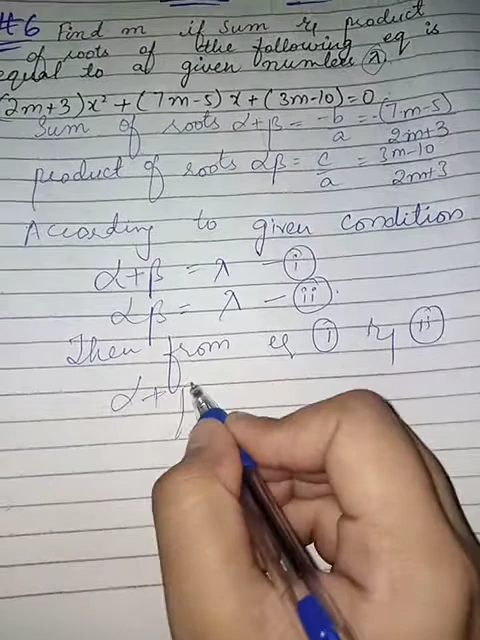 #6 Find m if sum & product
of roots of the following eq is
equal to a given number λ.
(2m+3)x² + (7m-5)x + (3m-10) = 0
Sum of roots α+β = -b/a = -(7m-5)/2m+3
product of roots αβ = c/a = 3m-10/2m+3
According to given condition
α+β = λ — (i)
αβ = λ — (ii).
Then from eq (i) & (ii)
α+